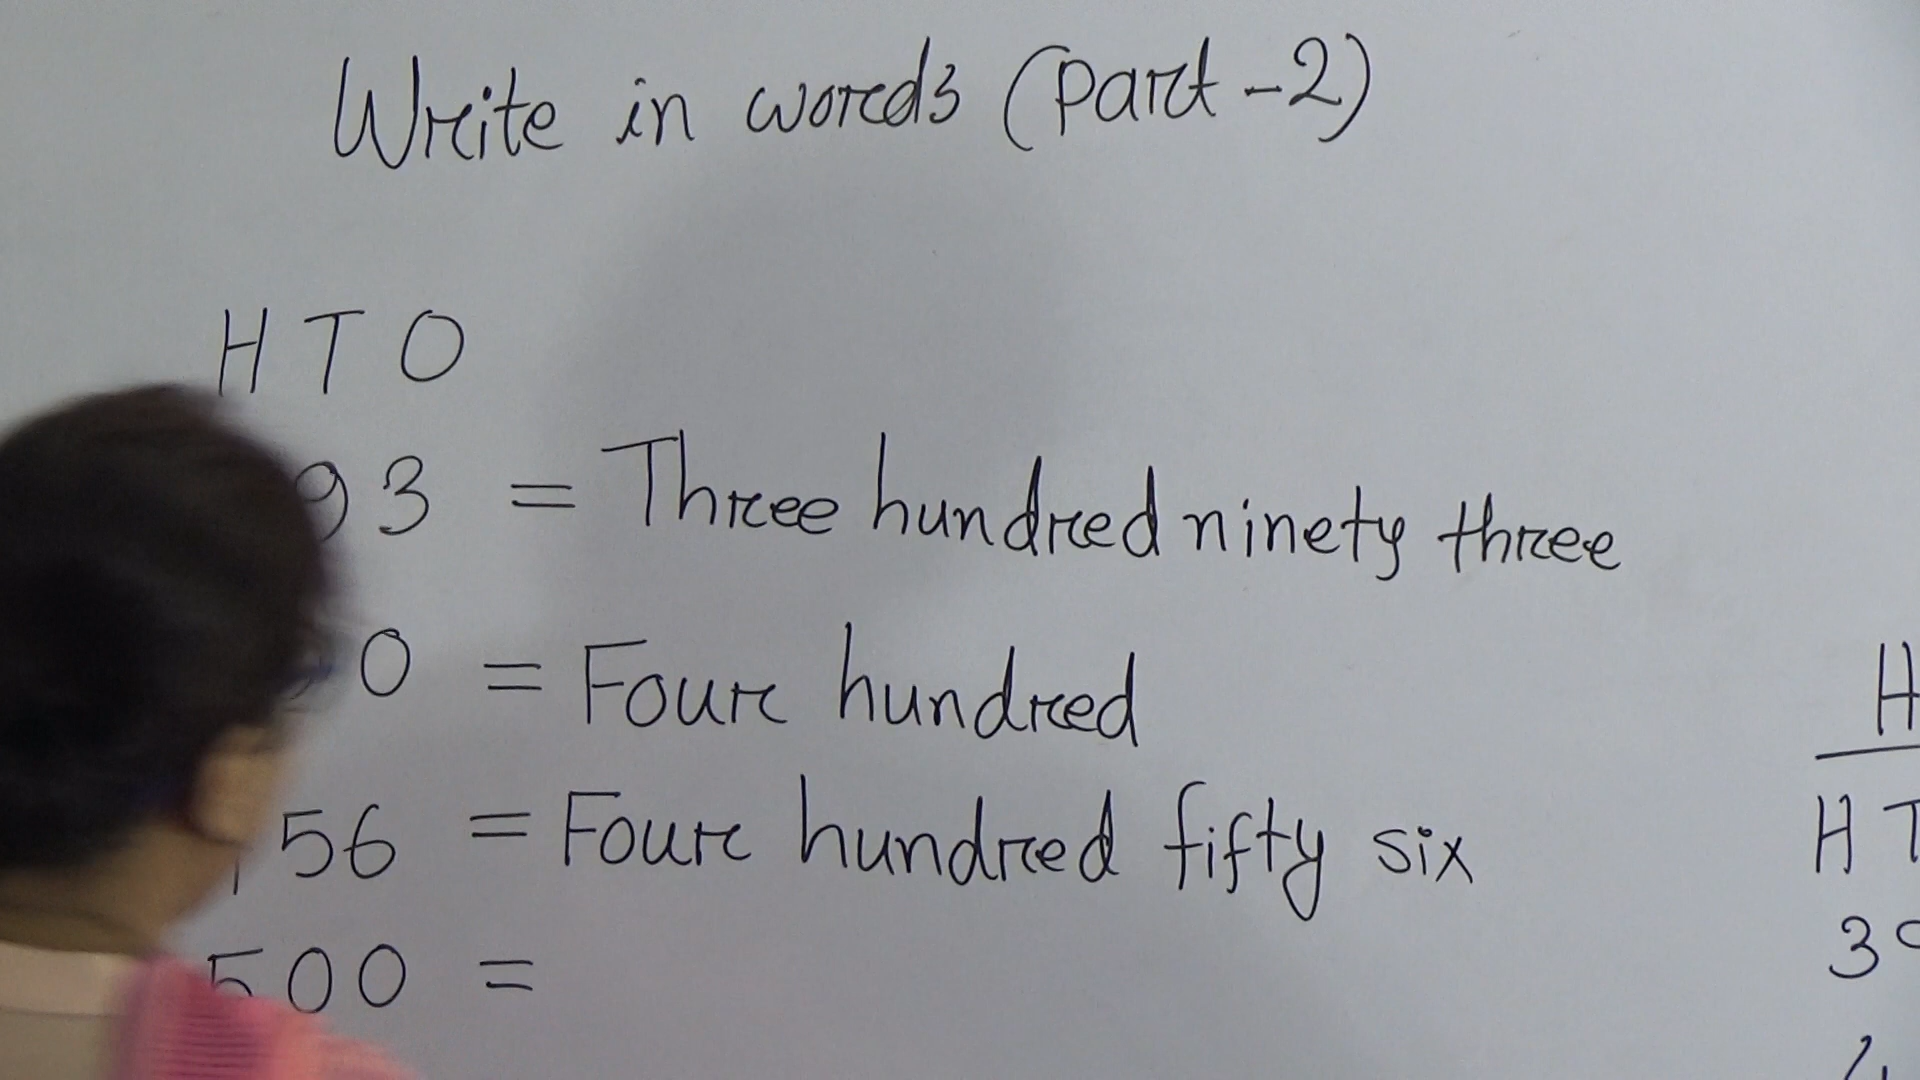 Write in words (part-2)
H T O
93 = Three hundred ninety three
0 = Four hundred
56 = Four hundred fifty six
500 =
H
H T
3